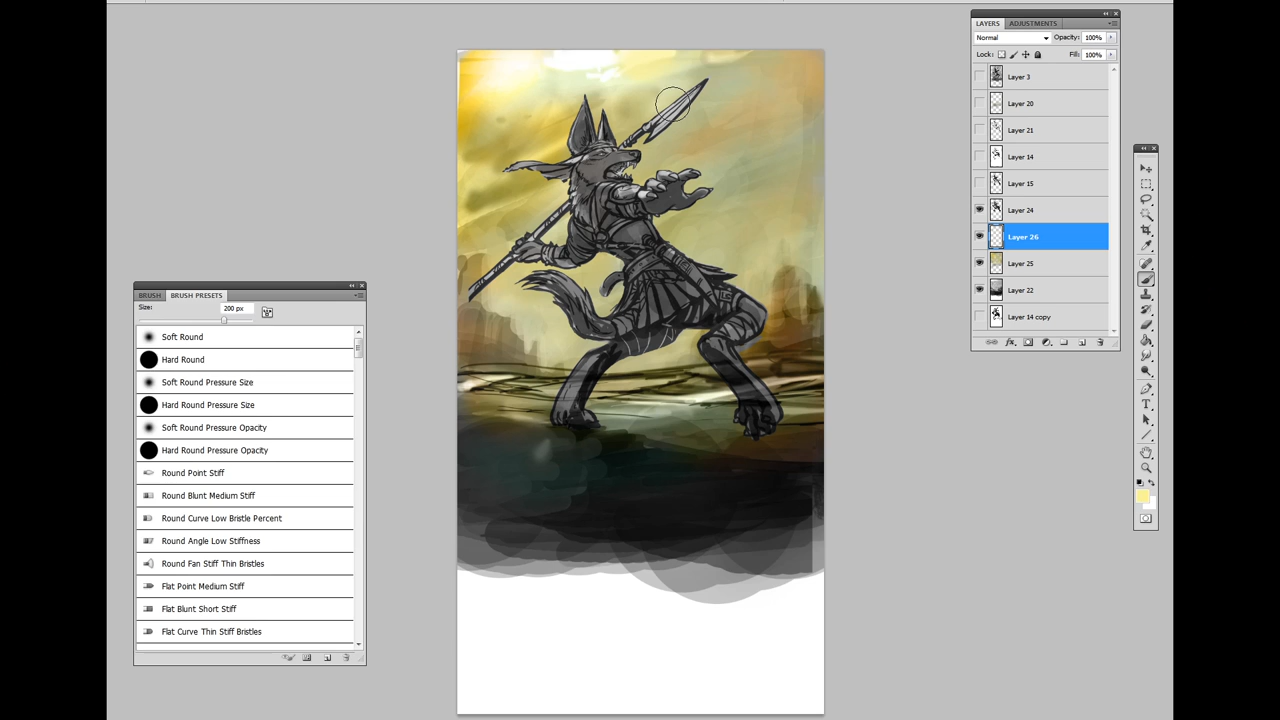 LAYERS
ADJUSTMENTS
Normal
Opacity: 100%
Lock:
Fill: 100%
Layer 3
Layer 20
Layer 21
Layer 14
Layer 15
Layer 24
Layer 26
Layer 25
Layer 22
Layer 14 copy
fx
T
BRUSH
BRUSH PRESETS
Size:
200 px
Soft Round
Hard Round
Soft Round Pressure Size
Hard Round Pressure Size
Soft Round Pressure Opacity
Hard Round Pressure Opacity
Round Point Stiff
Round Blunt Medium Stiff
Round Curve Low Bristle Percent
Round Angle Low Stiffness
Round Fan Stiff Thin Bristles
Flat Point Medium Stiff
Flat Blunt Short Stiff
Flat Curve Thin Stiff Bristles